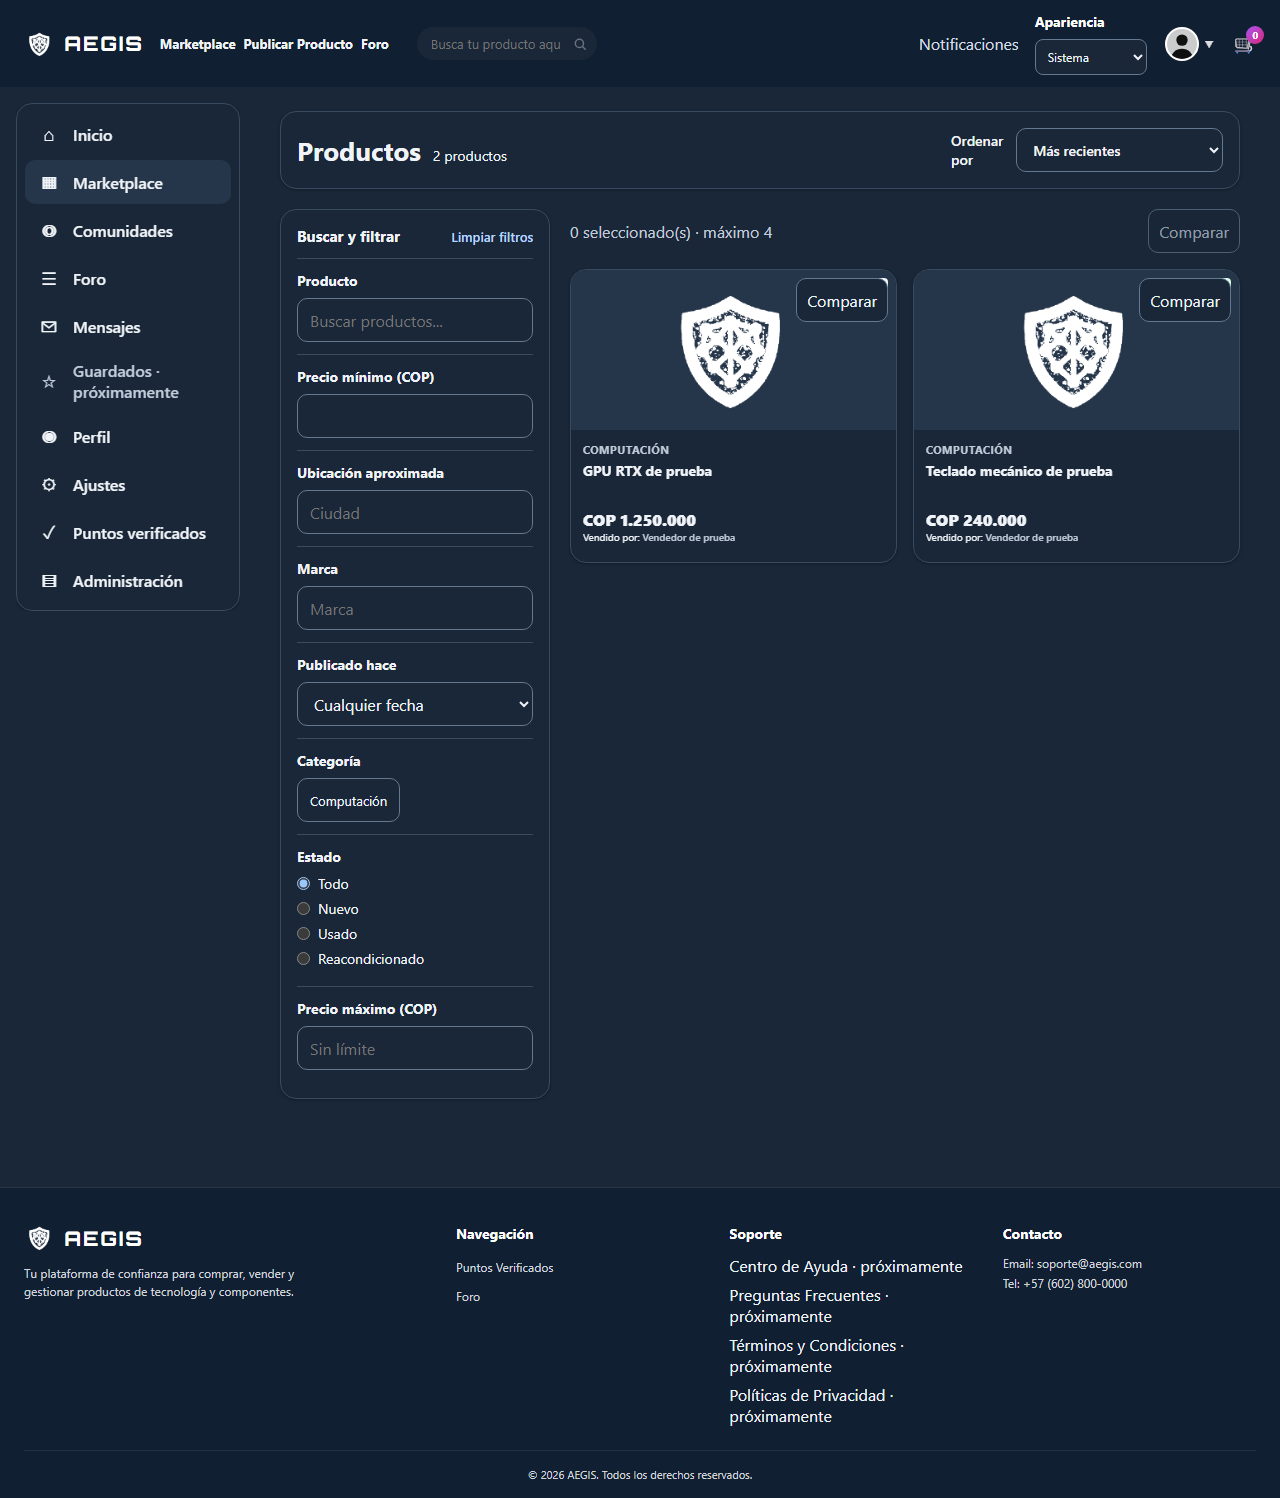 AEGIS
Marketplace Publicar Producto Foro
Busca tu producto aqu
Notificaciones
Apariencia
Sistema
0
Inicio
Marketplace
Comunidades
Foro
Mensajes
Guardados ·
próximamente
Perfil
Ajustes
Puntos verificados
Administración
Productos 2 productos
Ordenar
por
Más recientes
Buscar y filtrar
Limpiar filtros
Producto
Buscar productos...
Precio mínimo (COP)
Ubicación aproximada
Ciudad
Marca
Marca
Publicado hace
Cualquier fecha
Categoría
Computación
Estado
Todo
Nuevo
Usado
Reacondicionado
Precio máximo (COP)
Sin límite
0 seleccionado(s) · máximo 4
Comparar
Comparar
COMPUTACIÓN
GPU RTX de prueba
COP 1.250.000
Vendido por: Vendedor de prueba
Comparar
COMPUTACIÓN
Teclado mecánico de prueba
COP 240.000
Vendido por: Vendedor de prueba
AEGIS
Tu plataforma de confianza para comprar, vender y
gestionar productos de tecnología y componentes.
Navegación
Puntos Verificados
Foro
Soporte
Centro de Ayuda · próximamente
Preguntas Frecuentes ·
próximamente
Términos y Condiciones ·
próximamente
Políticas de Privacidad ·
próximamente
Contacto
Email: soporte@aegis.com
Tel: +57 (602) 800-0000
© 2026 AEGIS. Todos los derechos reservados.